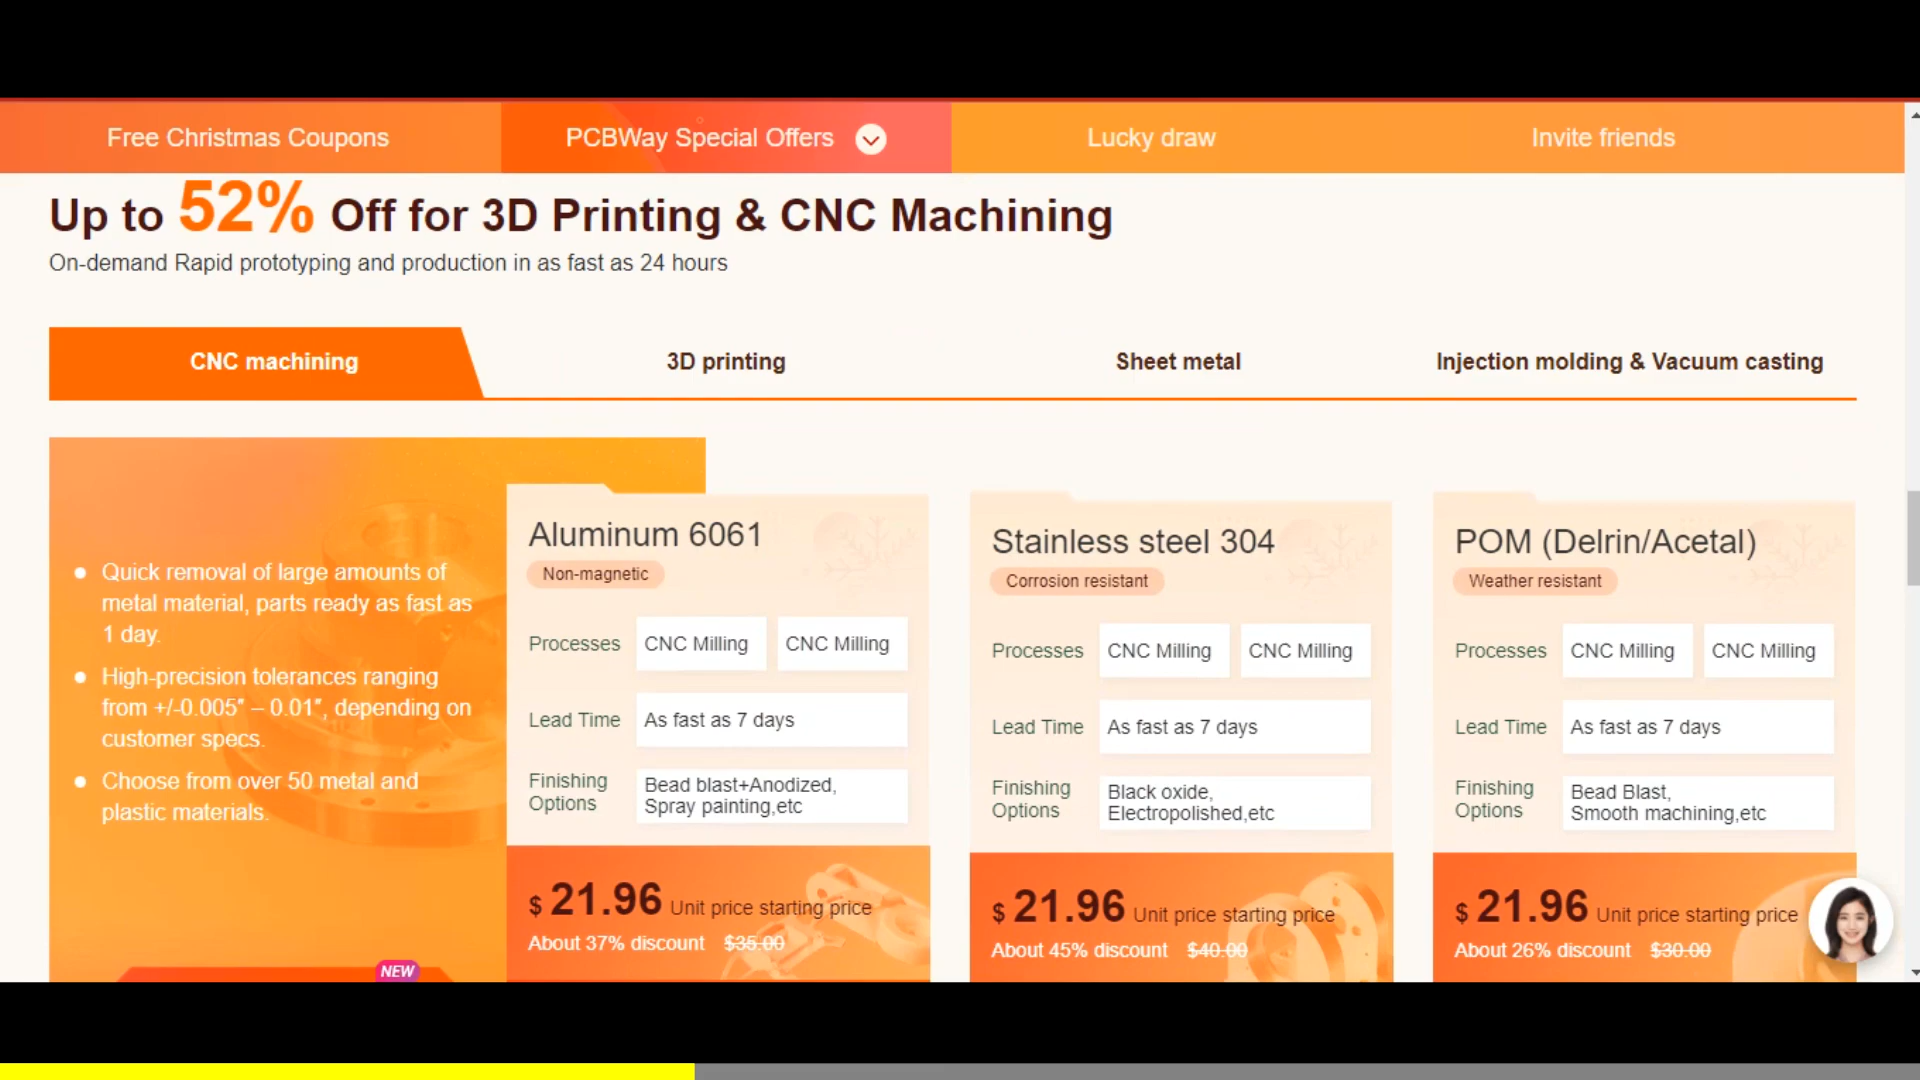 Free Christmas Coupons
PCBWay Special Offers
Lucky draw
Invite friends
Up to 52% Off for 3D Printing & CNC Machining
On-demand Rapid prototyping and production in as fast as 24 hours
CNC machining
3D printing
Sheet metal
Injection molding & Vacuum casting
Quick removal of large amounts of
metal material, parts ready as fast as
1 day.
High-precision tolerances ranging
from +/-0.005″ – 0.01″, depending on
customer specs.
Choose from over 50 metal and
plastic materials.
NEW
Aluminum 6061
Non-magnetic
Processes CNC Milling CNC Milling
Lead Time As fast as 7 days
Finishing Options Bead blast+Anodized,
Spray painting,etc
$ 21.96 Unit price starting price
About 37% discount $35.00
Stainless steel 304
Corrosion resistant
Processes CNC Milling CNC Milling
Lead Time As fast as 7 days
Finishing Options Black oxide,
Electropolished,etc
$ 21.96 Unit price starting price
About 45% discount $40.00
POM (Delrin/Acetal)
Weather resistant
Processes CNC Milling CNC Milling
Lead Time As fast as 7 days
Finishing Options Bead Blast,
Smooth machining,etc
$ 21.96 Unit price starting price
About 26% discount $30.00